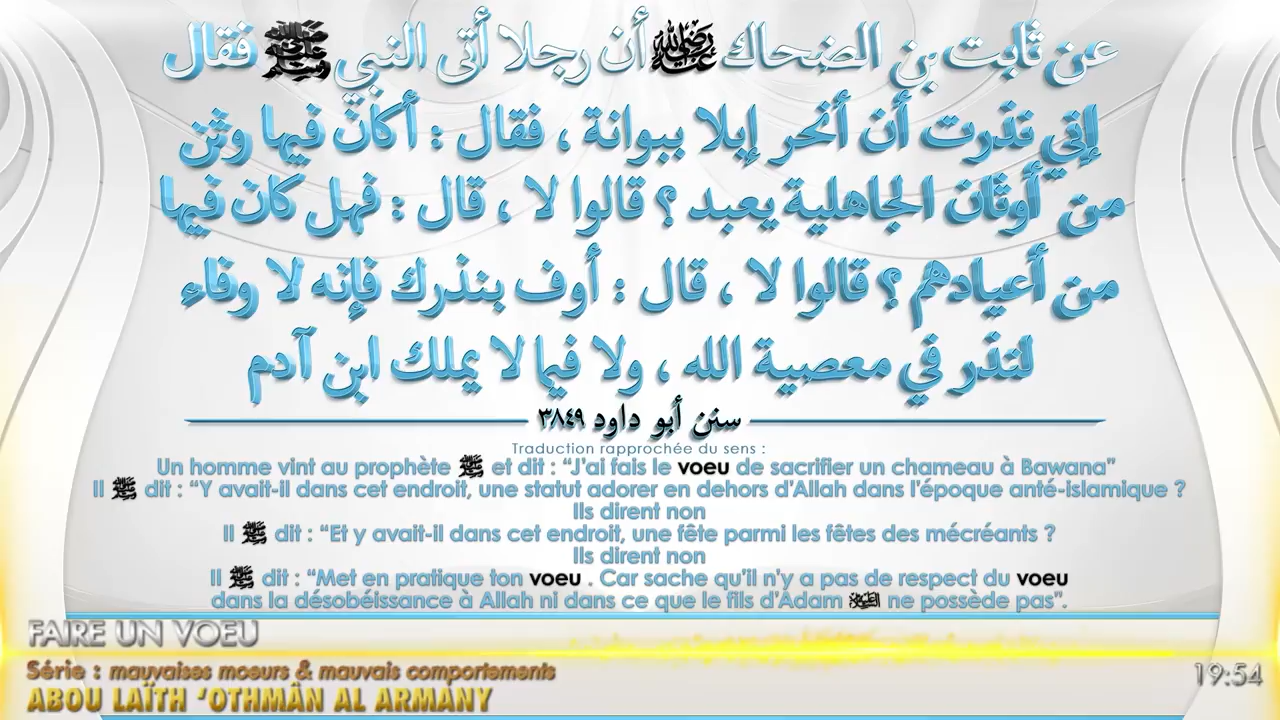 عن ثابت بن الضحاك رضي الله عنه أن رجلا أتى النبي ﷺ فقال
إني نذرت أن أنحر إبلا ببوانة ، فقال : أكان فيها وثن
من أوثان الجاهلية يعبد ؟ قالوا لا ، قال : فهل كان فيها
من أعيادهم ؟ قالوا لا ، قال : أوف بنذرك فإنه لا وفاء
لنذر في معصية الله ، ولا فيما لا يملك ابن آدم
سنن أبو داود ٣٨٤٩
Traduction rapprochée du sens :
Un homme vint au prophète ﷺ et dit : “J'ai fais le voeu de sacrifier un chameau à Bawana”
Il ﷺ dit : “Y avait-il dans cet endroit, une statut adorer en dehors d'Allah dans l'époque anté-islamique ?
Ils dirent non
Il ﷺ dit : “Et y avait-il dans cet endroit, une fête parmi les fêtes des mécréants ?
Ils dirent non
Il ﷺ dit : “Met en pratique ton voeu . Car sache qu'il n'y a pas de respect du voeu
dans la désobéissance à Allah ni dans ce que le fils d'Adam ne possède pas”.
FAIRE UN VOEU
Série : mauvaises moeurs & mauvais comportements
ABOU LAÏTH ‘OTHMÂN AL ARMÂNY
19:54